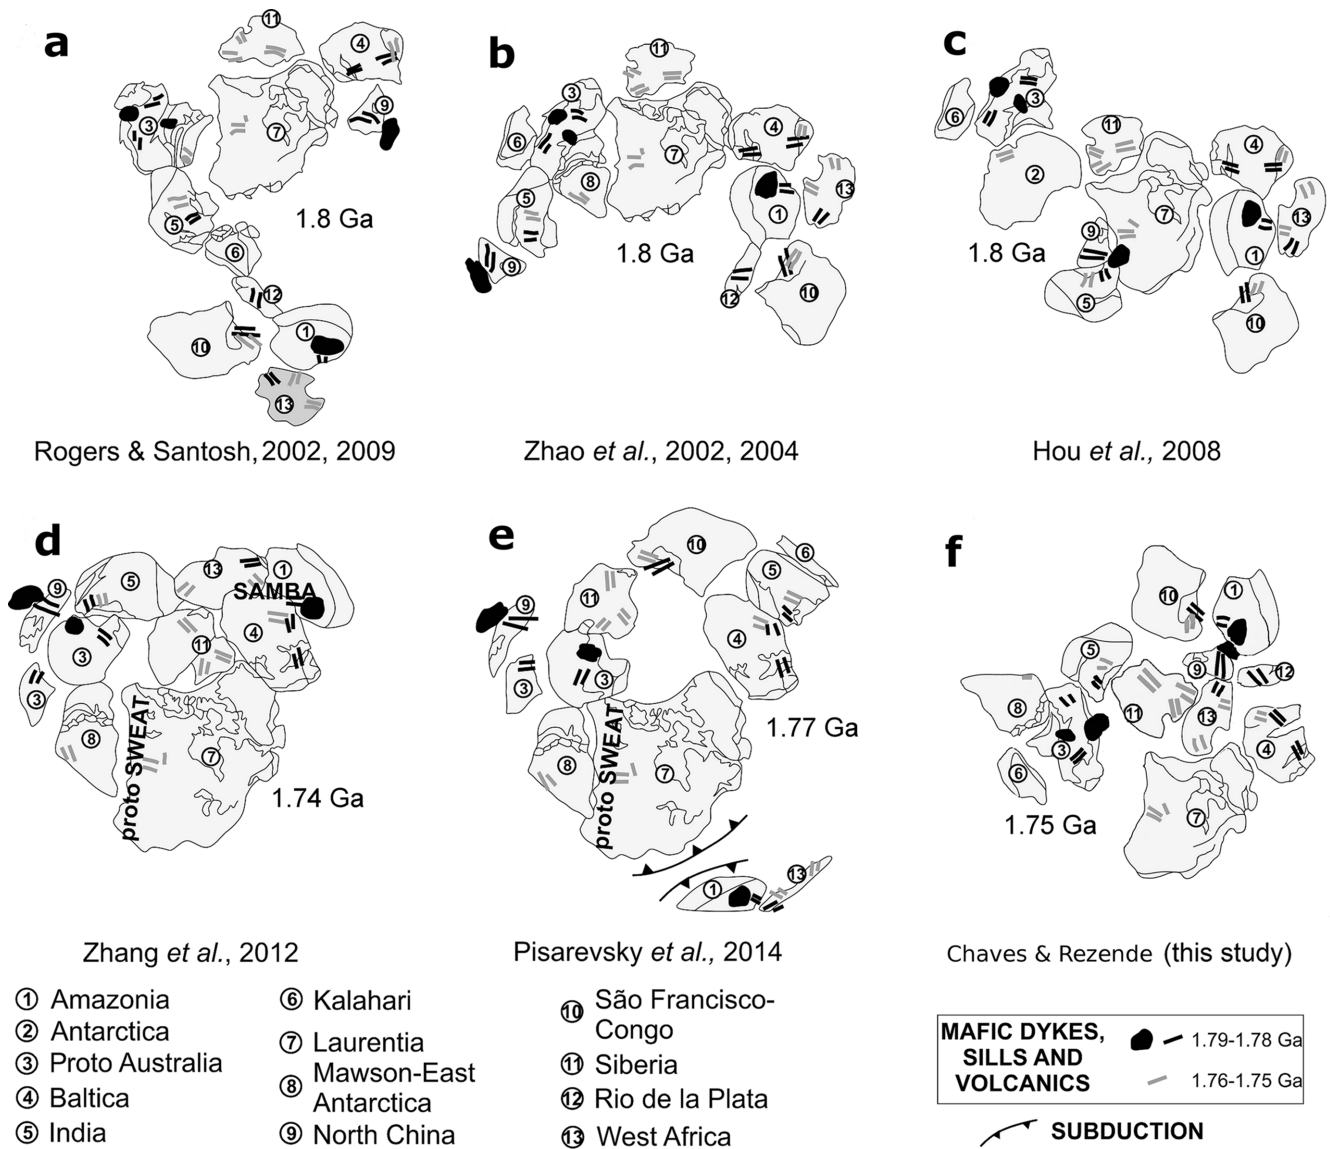 a
11
4
3
9
7
5
1.8 Ga
6
12
10
1
13
Rogers & Santosh, 2002, 2009
b
11
3
6
4
7
8
13
5
1
1.8 Ga
9
12
10
Zhao et al., 2002, 2004
c
6
3
11
4
2
7
13
9
1.8 Ga
1
5
10
Hou et al., 2008
d
9
5
13
1
SAMBA
3
11
4
3
8
proto SWEAT
7
1.74 Ga
Zhang et al., 2012
e
10
6
5
9
11
4
3
3
1.77 Ga
8
proto SWEAT
7
1
13
Pisarevsky et al., 2014
f
10
1
5
9
12
8
11
13
3
4
6
7
1.75 Ga
Chaves & Rezende (this study)
1 Amazonia
2 Antarctica
3 Proto Australia
4 Baltica
5 India
6 Kalahari
7 Laurentia
8 Mawson-East
Antarctica
9 North China
10 São Francisco-
Congo
11 Siberia
12 Rio de la Plata
13 West Africa
MAFIC DYKES,
SILLS AND
VOLCANICS
1.79-1.78 Ga
1.76-1.75 Ga
SUBDUCTION